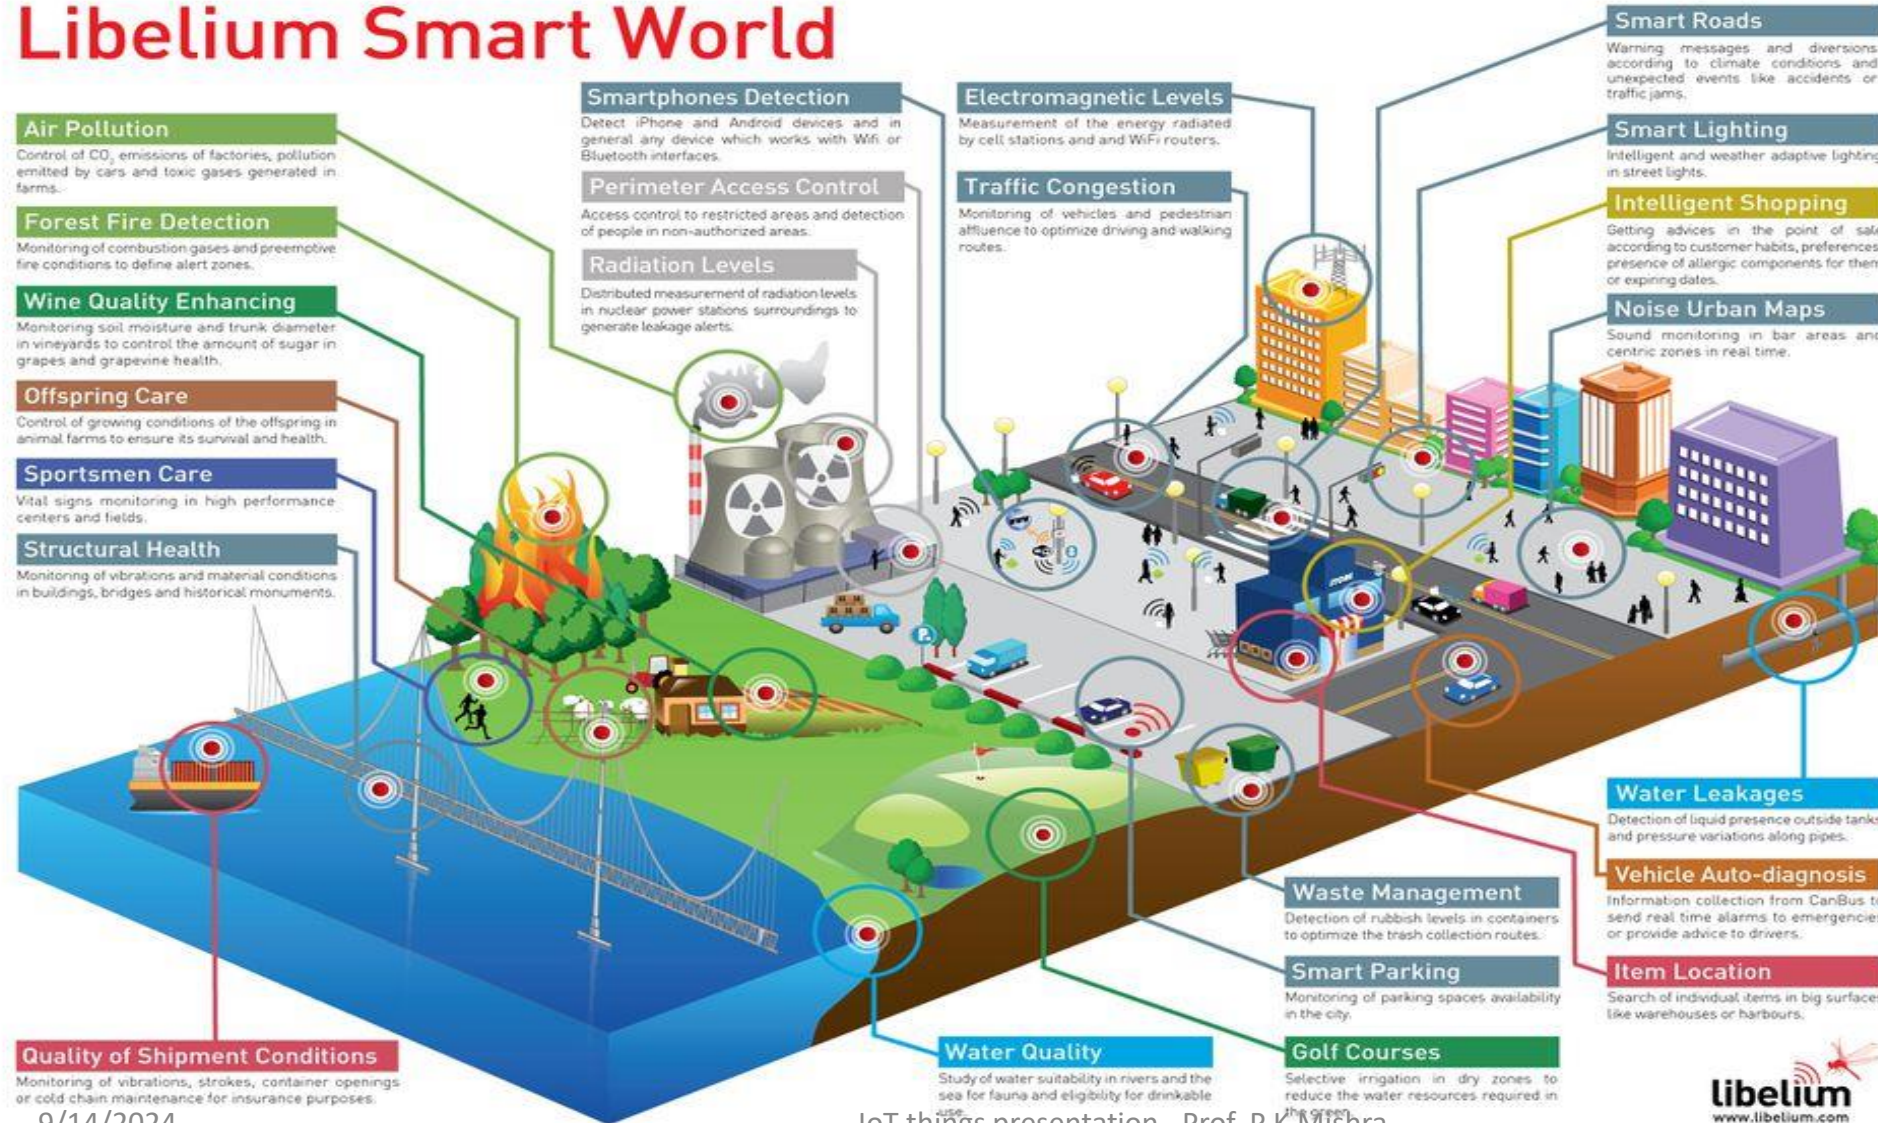 Libelium Smart World
Air Pollution
Control of CO₂ emissions of factories, pollution
emitted by cars and toxic gases generated in
farms.
Forest Fire Detection
Monitoring of combustion gases and preemptive
fire conditions to define alert zones.
Wine Quality Enhancing
Monitoring soil moisture and trunk diameter
in vineyards to control the amount of sugar in
grapes and grapevine health.
Offspring Care
Control of growing conditions of the offspring in
animal farms to ensure its survival and health.
Sportsmen Care
Vital signs monitoring in high performance
centers and fields.
Structural Health
Monitoring of vibrations and material conditions
in buildings, bridges and historical monuments.
Quality of Shipment Conditions
Monitoring of vibrations, strokes, container openings
or cold chain maintenance for insurance purposes.
Smartphones Detection
Detect iPhone and Android devices and in
general any device which works with Wifi or
Bluetooth interfaces.
Perimeter Access Control
Access control to restricted areas and detection
of people in non-authorized areas.
Radiation Levels
Distributed measurement of radiation levels
in nuclear power stations surroundings to
generate leakage alerts.
Electromagnetic Levels
Measurement of the energy radiated
by cell stations and and WiFi routers.
Traffic Congestion
Monitoring of vehicles and pedestrian
affluence to optimize driving and walking
routes.
Smart Roads
Warning messages and diversions
according to climate conditions and
unexpected events like accidents or
traffic jams.
Smart Lighting
Intelligent and weather adaptive lighting
in street lights.
Intelligent Shopping
Getting advices in the point of sale
according to customer habits, preferences,
presence of allergic components for them
or expiring dates.
Noise Urban Maps
Sound monitoring in bar areas and
centric zones in real time.
STORE
P
Water Leakages
Detection of liquid presence outside tanks
and pressure variations along pipes.
Vehicle Auto-diagnosis
Information collection from CanBus to
send real time alarms to emergencies
or provide advice to drivers.
Item Location
Search of individual items in big surfaces
like warehouses or harbours.
Waste Management
Detection of rubbish levels in containers
to optimize the trash collection routes.
Smart Parking
Monitoring of parking spaces availability
in the city.
Golf Courses
Selective irrigation in dry zones to
reduce the water resources required in
the green.
Water Quality
Study of water suitability in rivers and the
sea for fauna and eligibility for drinkable
use.
libelium
www.libelium.com
9/14/2024
IoT things presentation - Prof. P K Mishra